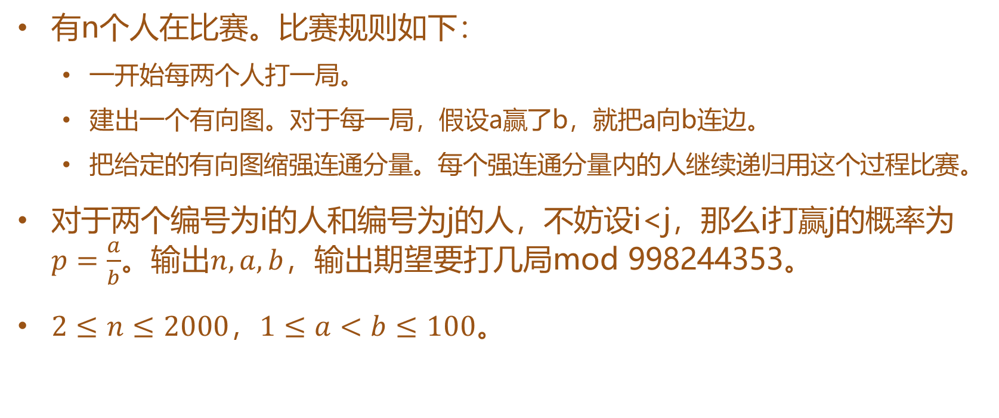 • 有n个人在比赛。比赛规则如下：
• 一开始每两个人打一局。
• 建出一个有向图。对于每一局，假设a赢了b，就把a向b连边。
• 把给定的有向图缩强连通分量。每个强连通分量内的人继续递归用这个过程比赛。
• 对于两个编号为i的人和编号为j的人，不妨设i<j，那么i打赢j的概率为
p = a/b。输出n, a, b，输出期望要打几局mod 998244353。
• 2 ≤ n ≤ 2000，1 ≤ a < b ≤ 100。